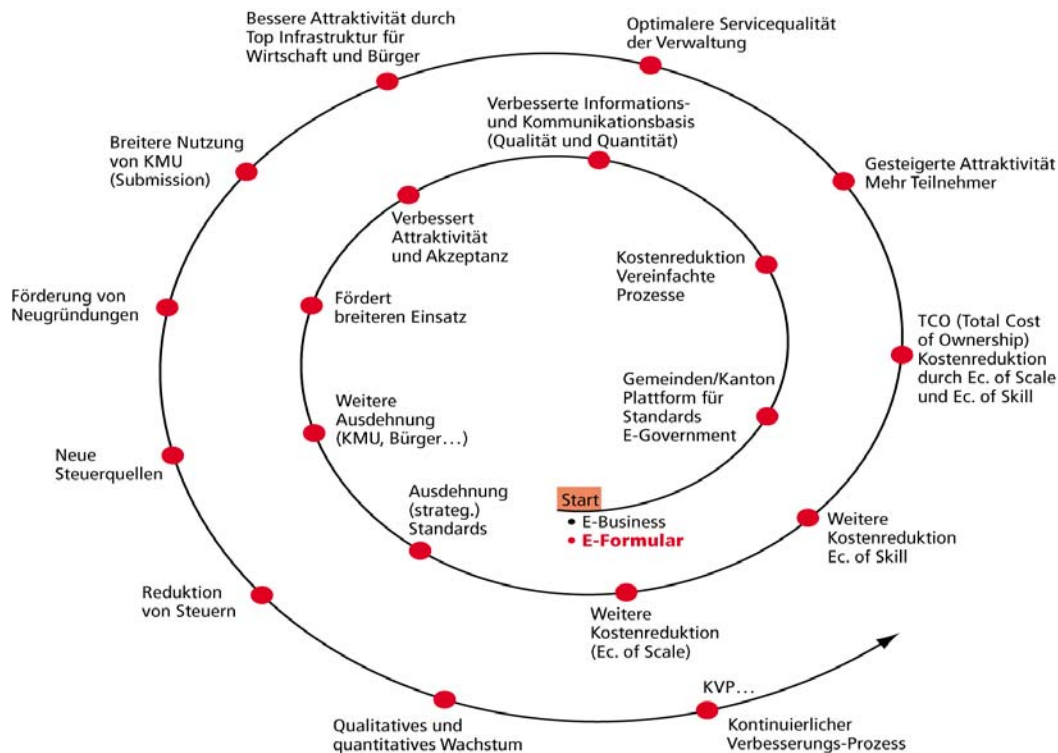 Bessere Attraktivität durch
Top Infrastruktur für
Wirtschaft und Bürger
Optimalere Servicequalität
der Verwaltung
Verbesserte Informations-
und Kommunikationsbasis
(Qualität und Quantität)
Breitere Nutzung
von KMU
(Submission)
Gesteigerte Attraktivität
Mehr Teilnehmer
Verbessert
Attraktivität
und Akzeptanz
Kostenreduktion
Vereinfachte
Prozesse
Förderung von
Neugründungen
Fördert
breiteren Einsatz
TCO (Total Cost
of Ownership)
Kostenreduktion
durch Ec. of Scale
und Ec. of Skill
Gemeinden/Kanton
Plattform für
Standards
E-Government
Weitere
Ausdehnung
(KMU, Bürger…)
Neue
Steuerquellen
Ausdehnung
(strateg.)
Standards
Start
• E-Business
• E-Formular
Weitere
Kostenreduktion
Ec. of Skill
Reduktion
von Steuern
Weitere
Kostenreduktion
(Ec. of Scale)
KVP…
Qualitatives und
quantitatives Wachstum
Kontinuierlicher
Verbesserungs-Prozess